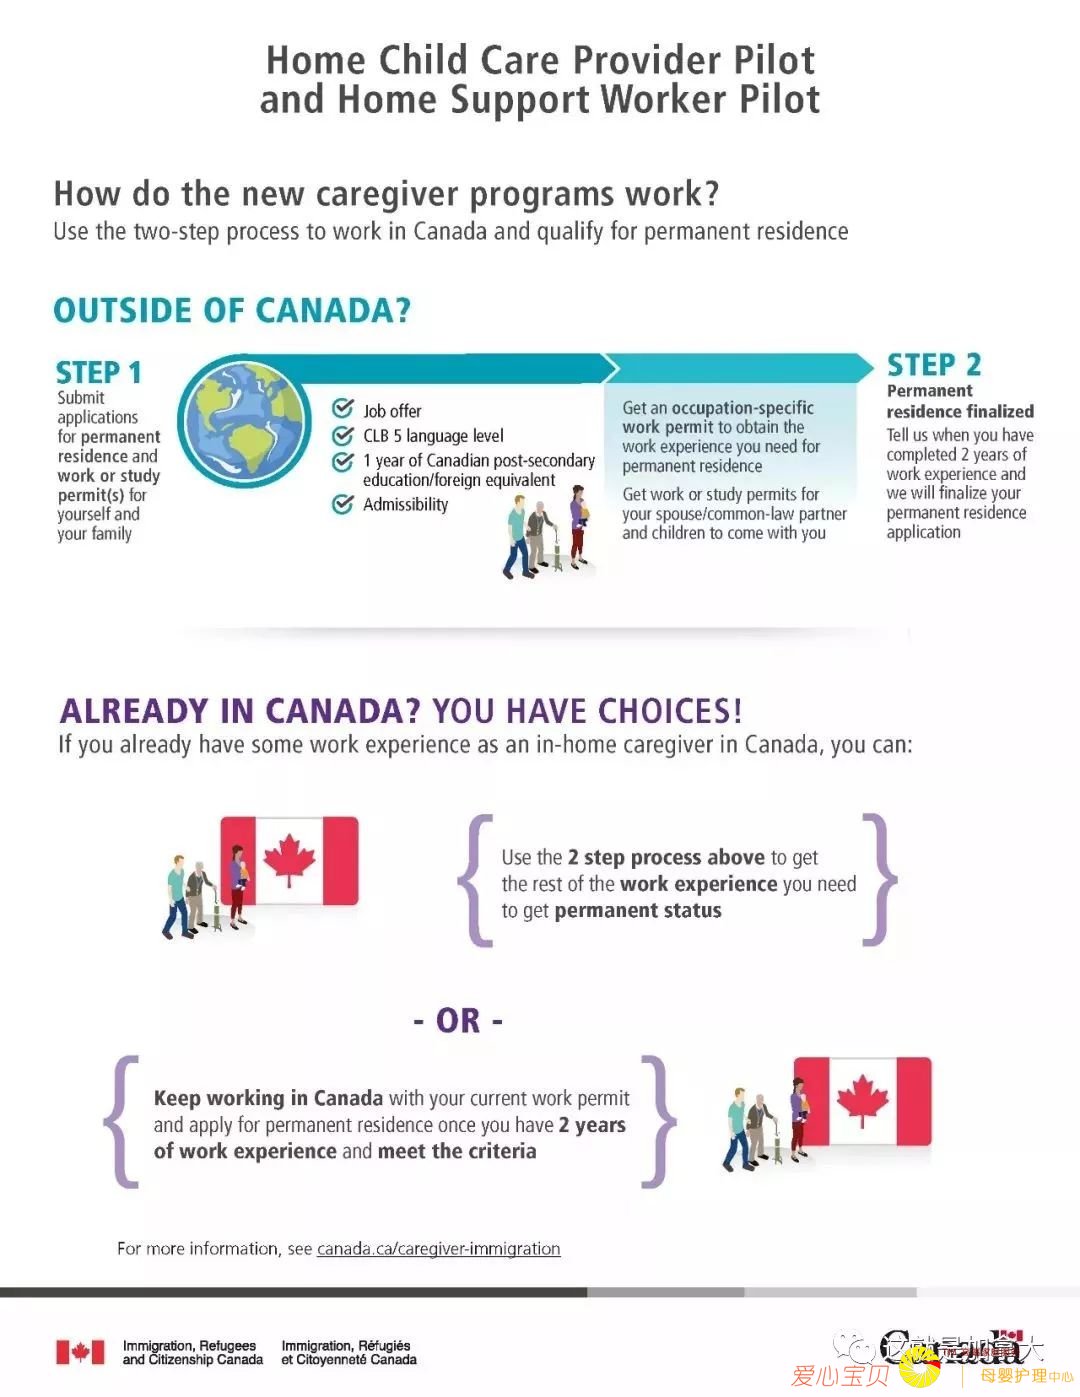 Home Child Care Provider Pilot
and Home Support Worker Pilot
How do the new caregiver programs work?
Use the two-step process to work in Canada and qualify for permanent residence
OUTSIDE OF CANADA?
STEP 1
Submit
applications
for permanent
residence and
work or study
permit(s) for
yourself and
your family
Job offer
CLB 5 language level
1 year of Canadian post-secondary
education/foreign equivalent
Admissibility
Get an occupation-specific
work permit to obtain the
work experience you need for
permanent residence
Get work or study permits for
your spouse/common-law partner
and children to come with you
STEP 2
Permanent
residence finalized
Tell us when you have
completed 2 years of
work experience and
we will finalize your
permanent residence
application
ALREADY IN CANADA? YOU HAVE CHOICES!
If you already have some work experience as an in-home caregiver in Canada, you can:
Use the 2 step process above to get
the rest of the work experience you need
to get permanent status
- OR -
Keep working in Canada with your current work permit
and apply for permanent residence once you have 2 years
of work experience and meet the criteria
For more information, see canada.ca/caregiver-immigration
Immigration, Refugees
and Citizenship Canada
Immigration, Réfugiés
et Citoyenneté Canada
Canada
这就是加拿大
爱心宝贝
母婴护理中心